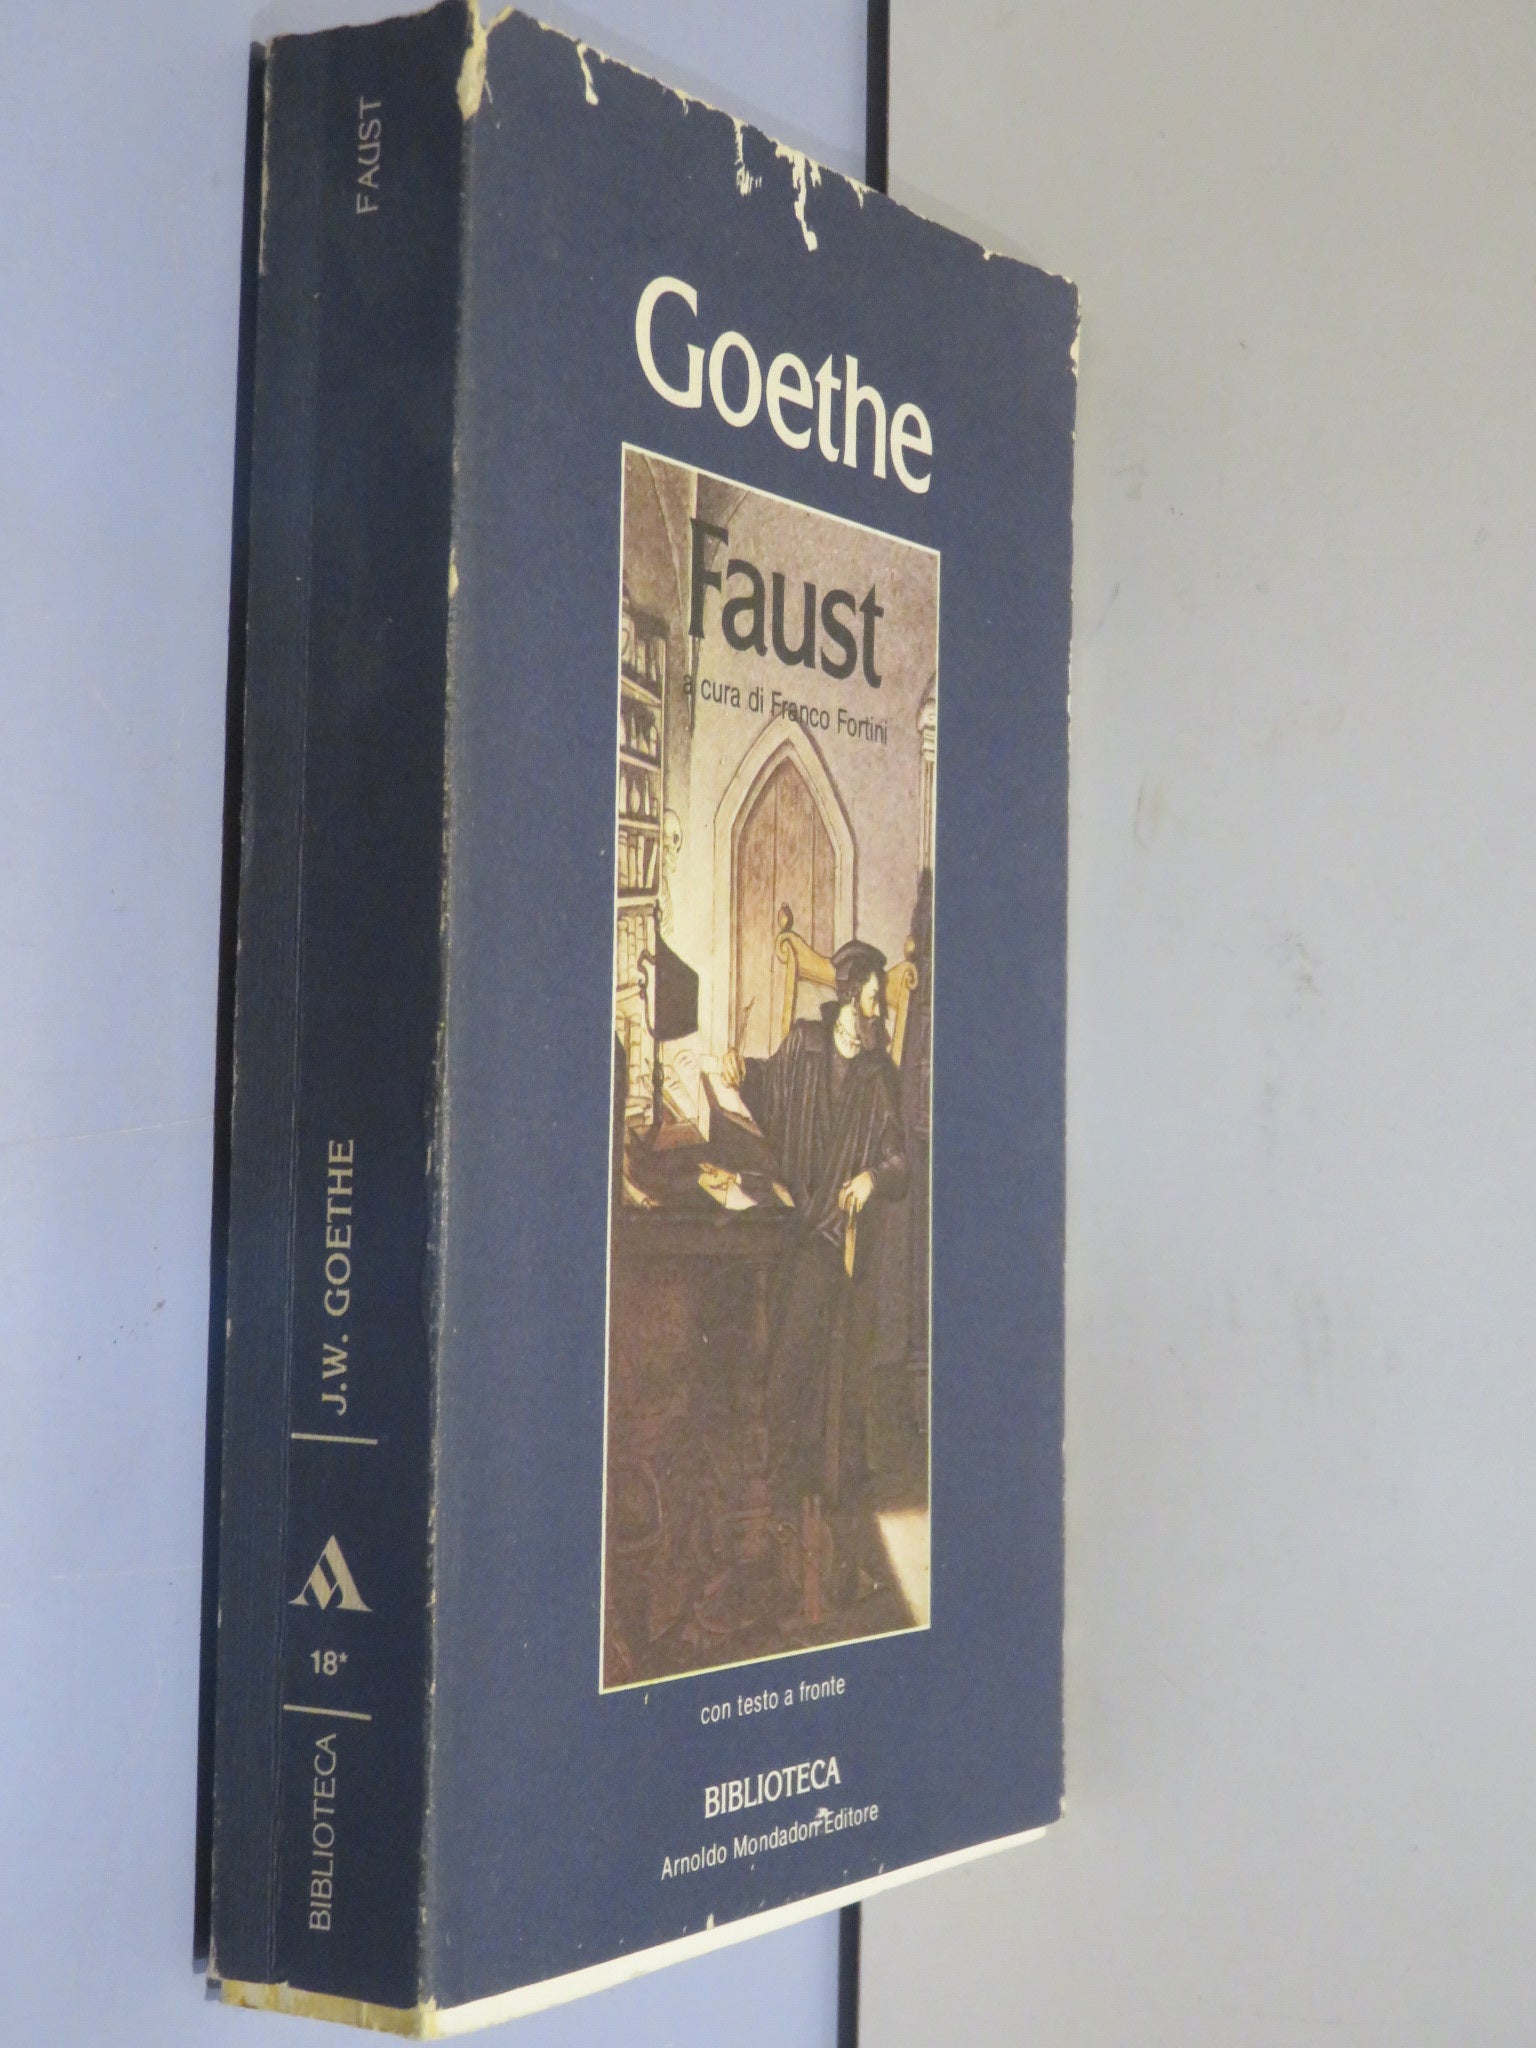 FAUST
J.W. GOETHE
18*
BIBLIOTECA
Goethe
Faust
a cura di Franco Fortini
con testo a fronte
BIBLIOTECA
Arnoldo Mondadori Editore